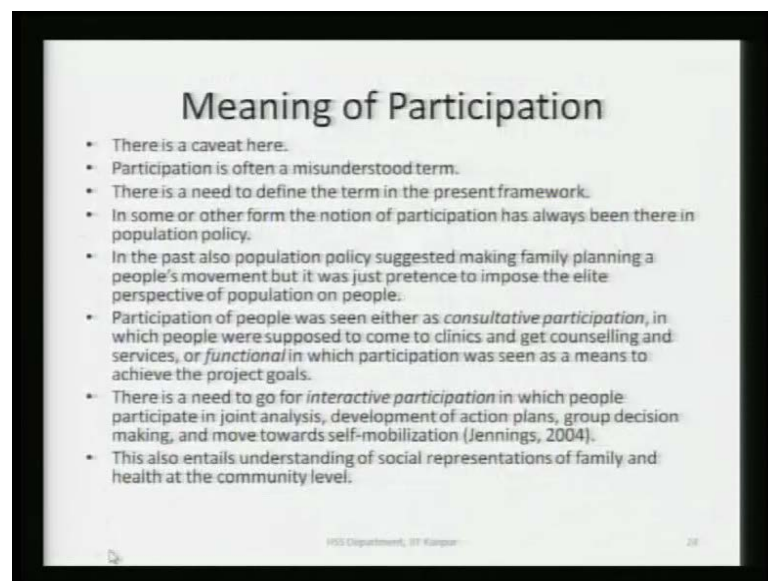 Meaning of Participation
• There is a caveat here.
• Participation is often a misunderstood term.
• There is a need to define the term in the present framework.
• In some or other form the notion of participation has always been there in
population policy.
• In the past also population policy suggested making family planning a
people's movement but it was just pretence to impose the elite
perspective of population on people.
• Participation of people was seen either as consultative participation, in
which people were supposed to come to clinics and get counselling and
services, or functional in which participation was seen as a means to
achieve the project goals.
• There is a need to go for interactive participation in which people
participate in joint analysis, development of action plans, group decision
making, and move towards self-mobilization (Jennings, 2004).
• This also entails understanding of social representations of family and
health at the community level.
HSS Department, IIT Kanpur